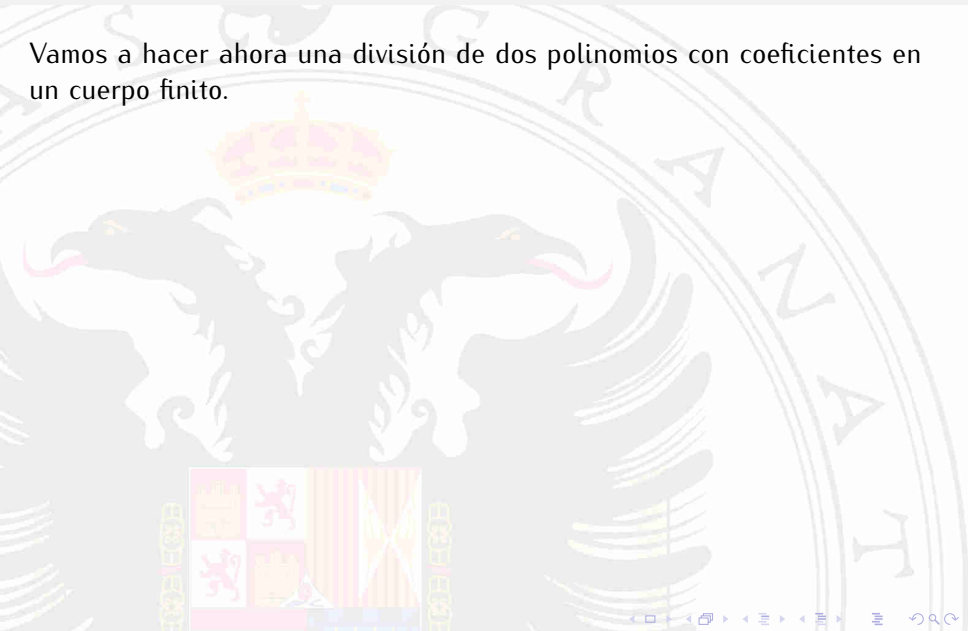 Vamos a hacer ahora una división de dos polinomios con coeficientes en
un cuerpo finito.
S G R A N A T